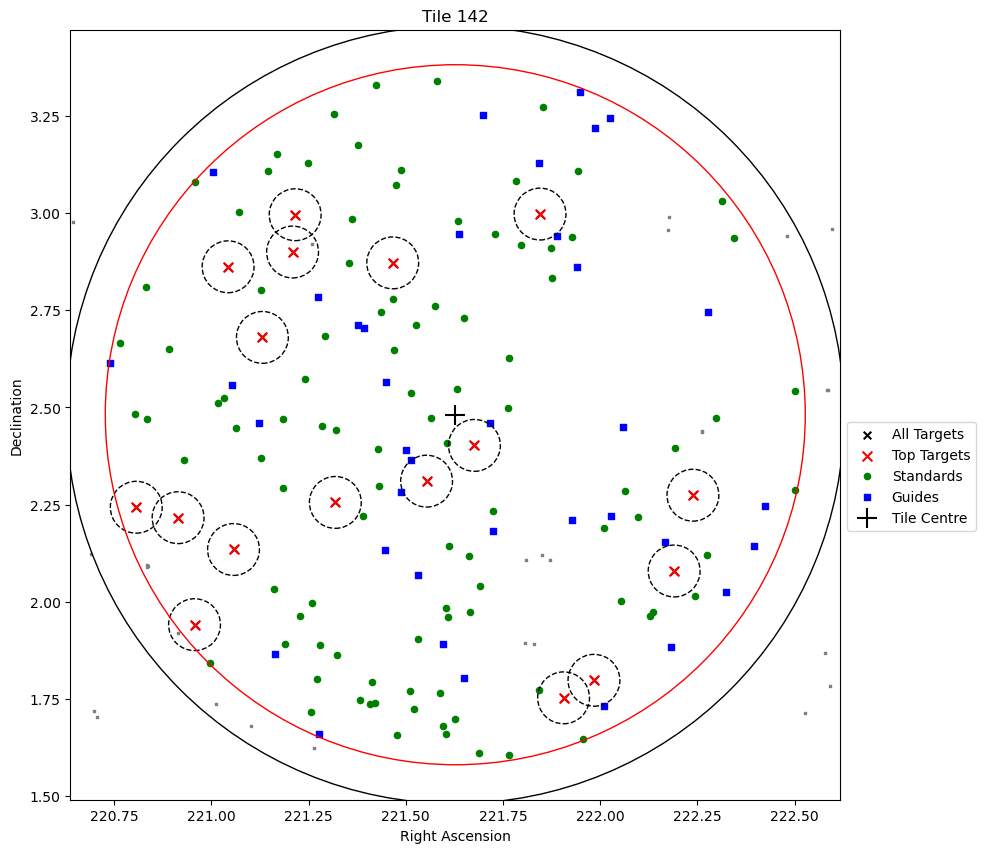 Tile 142
3.25
3.00
2.75
2.50
2.25
2.00
1.75
1.50
Declination
220.75 221.00 221.25 221.50 221.75 222.00 222.25 222.50
Right Ascension
All Targets
Top Targets
Standards
Guides
Tile Centre